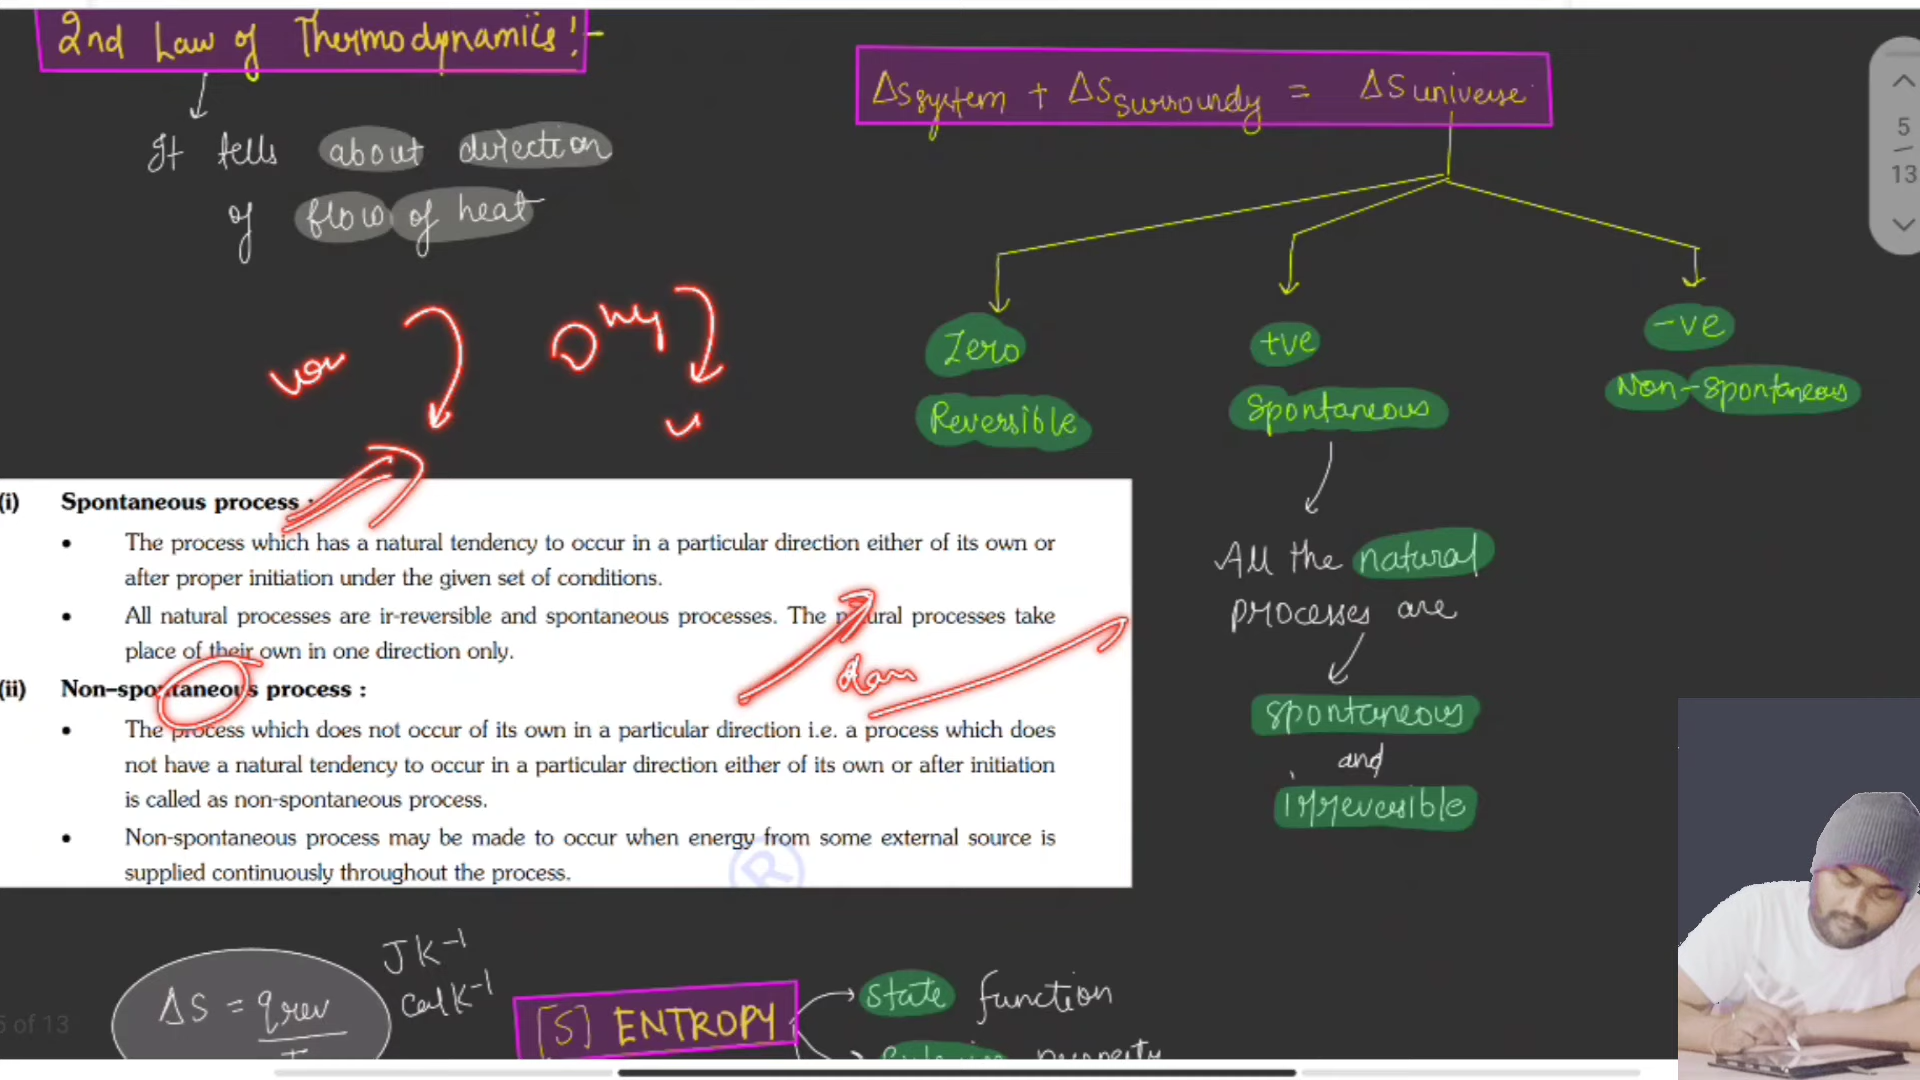 2nd Law of Thermodynamics:-
It tells about direction
of flow of heat
ΔSsystem + ΔSsurroundg = ΔSuniverse
Zero
Reversible
+ve
Spontaneous
-ve
Non-spontaneous
All the natural
processes are
spontaneous
and
irreversible
(i) Spontaneous process :
• The process which has a natural tendency to occur in a particular direction either of its own or
after proper initiation under the given set of conditions.
• All natural processes are ir-reversible and spontaneous processes. The natural processes take
place of their own in one direction only.
(ii) Non-spontaneous process :
• The process which does not occur of its own in a particular direction i.e. a process which does
not have a natural tendency to occur in a particular direction either of its own or after initiation
is called as non-spontaneous process.
• Non-spontaneous process may be made to occur when energy from some external source is
supplied continuously throughout the process.
ΔS = qrev
JK-1
Cal K-1
[S] ENTROPY
State function
property
5
13
5 of 13
®